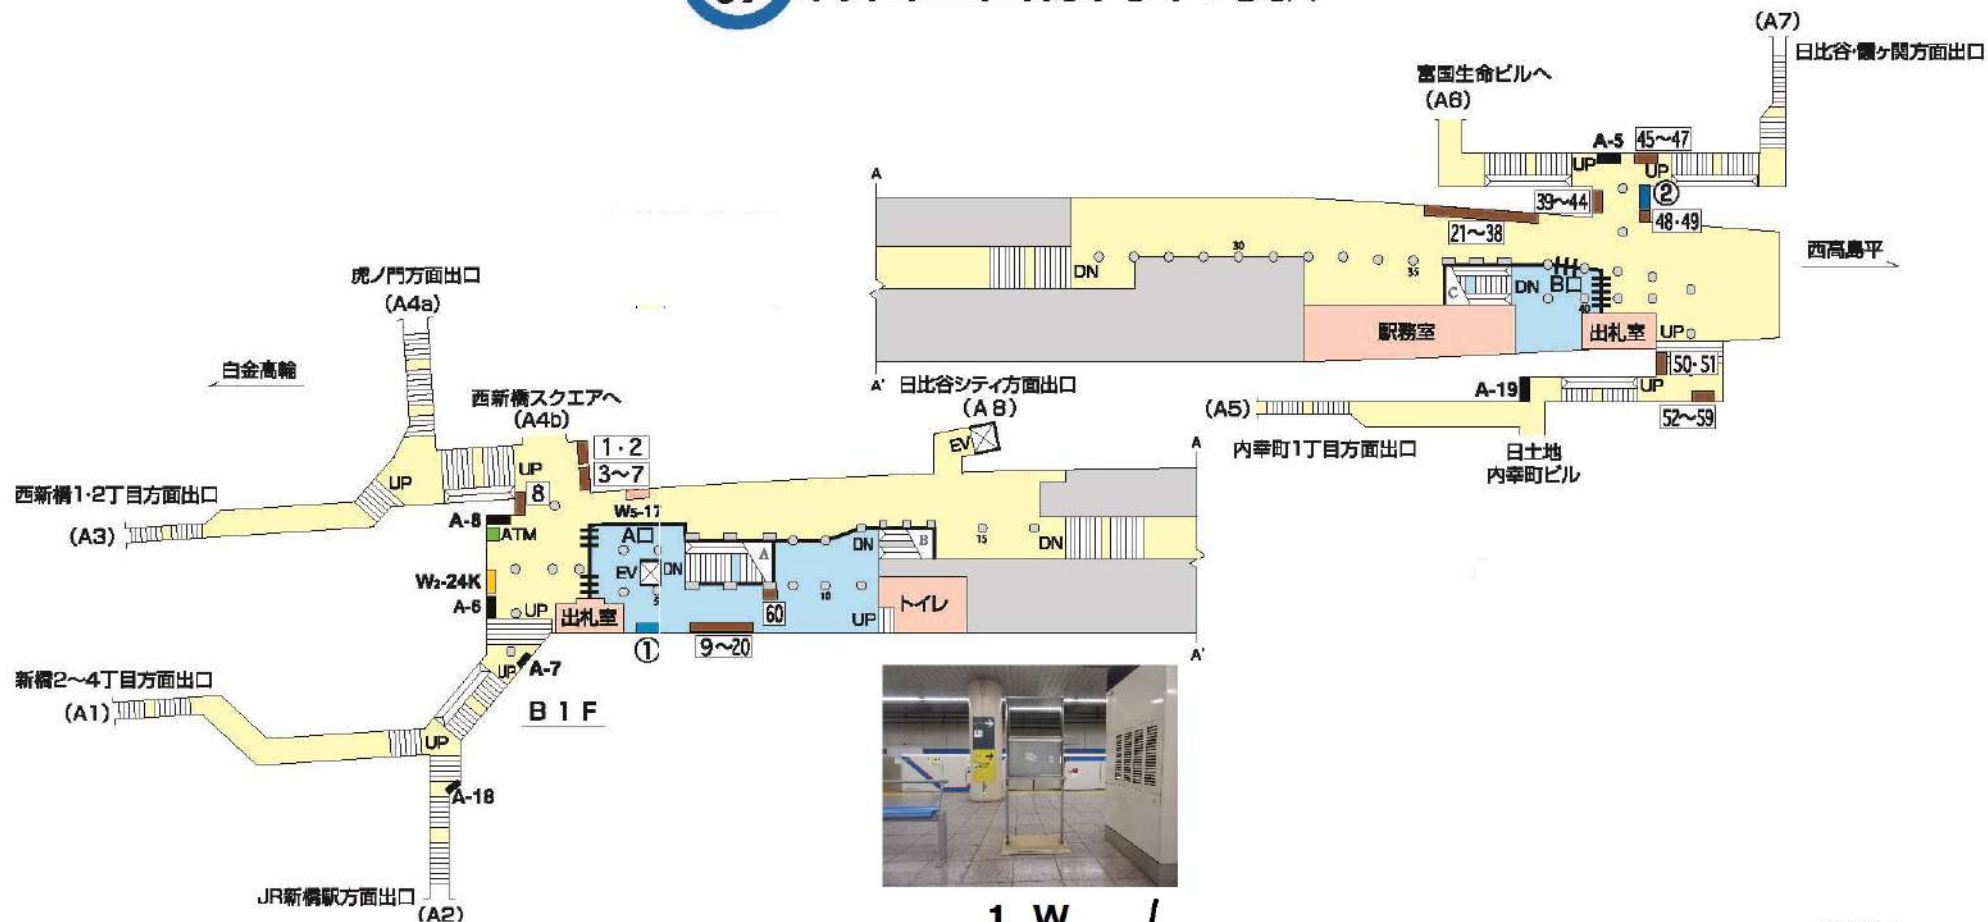 (A7)
日比谷・霞ヶ関方面出口
富国生命ビルへ
(A6)
A-5
45～47
UP
UP
②
39～44
48・49
21～38
A
西高島平
30
35
DN
C
DN
B口
40
駅務室
出札室
UP
50・51
A-19
UP
52～59
(A5)
内幸町1丁目方面出口
日土地
内幸町ビル
A'
虎ノ門方面出口
(A4a)
白金高輪
西新橋スクエアへ
(A4b)
日比谷シティ方面出口
(A8)
EV
A
1・2
3～7
UP
UP
8
西新橋1・2丁目方面出口
(A3)
A-8
ATM
W5-17
A口
EV
DN
A
DN
B
15
DN
5
10
W2-24K
A-6
UP
出札室
60
UP
トイレ
①
9～20
A'
UP
A-7
新橋2～4丁目方面出口
(A1)
B1F
UP
A-18
JR新橋駅方面出口
(A2)
1 W /